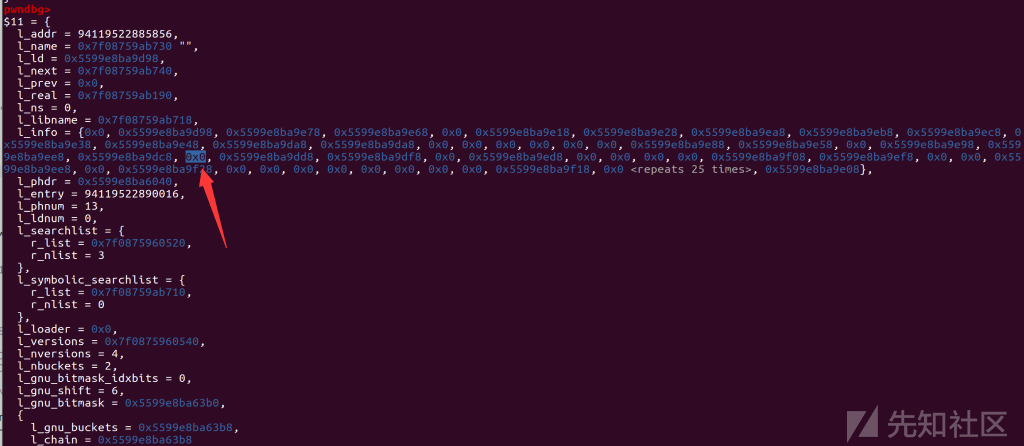 pwndbg>
$11 = {
l_addr = 94119522885856,
l_name = 0x7f08759ab730 "",
l_ld = 0x5599e8ba9d98,
l_next = 0x7f08759ab740,
l_prev = 0x0,
l_real = 0x7f08759ab190,
l_ns = 0,
l_libname = 0x7f08759ab718,
l_info = {0x0, 0x5599e8ba9d98, 0x5599e8ba9e78, 0x5599e8ba9e68, 0x0, 0x5599e8ba9e18, 0x5599e8ba9e28, 0x5599e8ba9ea8, 0x5599e8ba9eb8, 0x5599e8ba9ec8, 0
x5599e8ba9e38, 0x5599e8ba9e48, 0x5599e8ba9da8, 0x5599e8ba9da8, 0x0, 0x0, 0x0, 0x0, 0x0, 0x0, 0x5599e8ba9e88, 0x5599e8ba9e58, 0x0, 0x5599e8ba9e98, 0x559
9e8ba9ee8, 0x5599e8ba9dc8, 0x0, 0x5599e8ba9dd8, 0x5599e8ba9df8, 0x0, 0x5599e8ba9ed8, 0x0, 0x0, 0x0, 0x0, 0x5599e8ba9f08, 0x5599e8ba9ef8, 0x0, 0x0, 0x55
99e8ba9ee8, 0x0, 0x5599e8ba9f28, 0x0, 0x0, 0x0, 0x0, 0x0, 0x0, 0x0, 0x0, 0x5599e8ba9f18, 0x0 <repeats 25 times>, 0x5599e8ba9e08},
l_phdr = 0x5599e8ba6040,
l_entry = 94119522890016,
l_phnum = 13,
l_ldnum = 0,
l_searchlist = {
r_list = 0x7f0875960520,
r_nlist = 3
},
l_symbolic_searchlist = {
r_list = 0x7f08759ab710,
r_nlist = 0
},
l_loader = 0x0,
l_versions = 0x7f0875960540,
l_nversions = 4,
l_nbuckets = 2,
l_gnu_bitmask_idxbits = 0,
l_gnu_shift = 6,
l_gnu_bitmask = 0x5599e8ba63b0,
{
l_gnu_buckets = 0x5599e8ba63b8,
l_chain = 0x5599e8ba63b8
先知社区